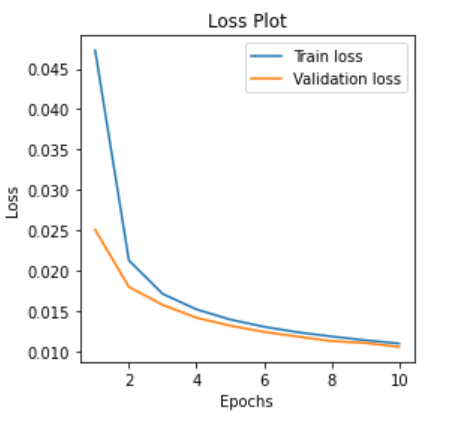 Loss Plot
Train loss
Validation loss
0.045
0.040
0.035
0.030
0.025
0.020
0.015
0.010
Loss
2 4 6 8 10
Epochs